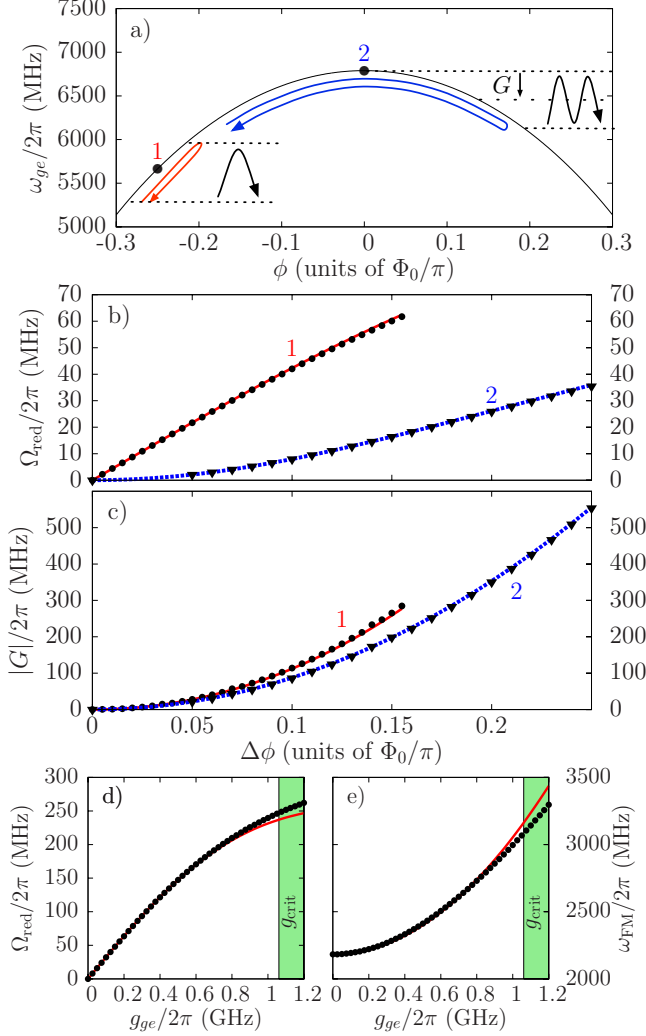 a)
7500
7000
6500
6000
5500
5000
ω_ge/2π (MHz)
2
1
G
-0.3 -0.2 -0.1 0 0.1 0.2 0.3
ϕ (units of Φ₀/π)
b)
70 70
60 60
50 50
40 40
30 30
20 20
10 10
0 0
Ω_red/2π (MHz)
1
2
c)
500 500
400 400
300 300
200 200
100 100
0 0
|G|/2π (MHz)
1
2
0 0.05 0.1 0.15 0.2
Δϕ (units of Φ₀/π)
d)
300
250
200
150
100
50
0
Ω_red/2π (MHz)
g_crit
0 0.2 0.4 0.6 0.8 1 1.2
g_ge/2π (GHz)
e)
3500
3000
2500
2000
ω_FM/2π (MHz)
g_crit
0 0.2 0.4 0.6 0.8 1 1.2
g_ge/2π (GHz)